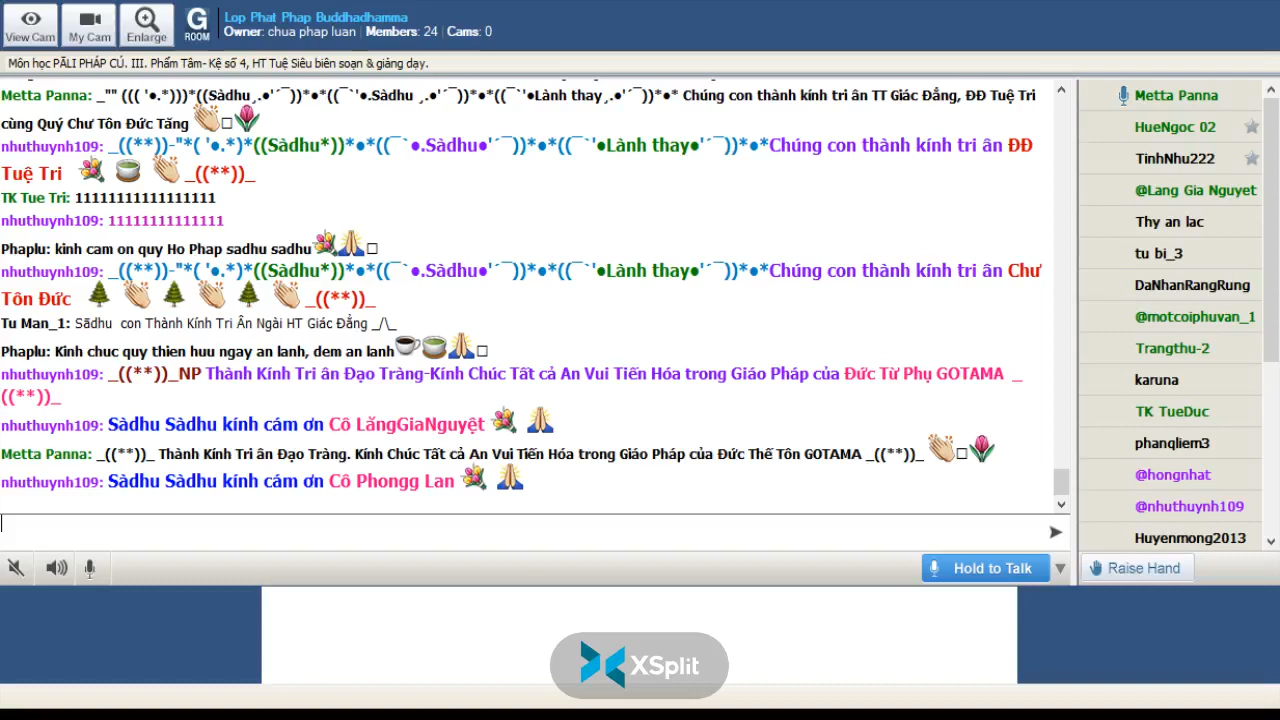 View Cam
My Cam
Enlarge
G
ROOM
Lop Phat Phap Buddhadhamma
Owner: chua phap luan | Members: 24 | Cams: 0
Môn học PĀLI PHÁP CÚ. III. Phẩm Tâm- Kệ số 4, HT Tuệ Siêu biên soạn & giảng dạy.
Metta Panna: _"" ((( '•.*)))*((Sàdhu¸.•'´¯))*•*((¯`'•.Sàdhu ¸.•'´¯))*•*((¯`'•Lành thay¸.•'´¯))*•* Chúng con thành kính tri ân TT Giác Đẳng, ĐĐ Tuệ Tri
cùng Quý Chư Tôn Đức Tăng
nhuthuynh109: _((**))-"*( '•.*)*((Sàdhu*))*•*((¯`•.Sàdhu•'´¯))*•*((¯`'•Lành thay•'´¯))*•*Chúng con thành kính tri ân ĐĐ
Tuệ Tri _((**))_
TK Tue Tri: 11111111111111111
nhuthuynh109: 11111111111111
Phaplu: kinh cam on quy Ho Phap sadhu sadhu
nhuthuynh109: _((**))-"*( '•.*)*((Sàdhu*))*•*((¯`•.Sàdhu•'´¯))*•*((¯`'•Lành thay•'´¯))*•*Chúng con thành kính tri ân Chư
Tôn Đức _((**))_
Tu Man_1: Sādhu con Thành Kính Tri Ân Ngài HT Giác Đẳng _/\_
Phaplu: Kinh chuc quy thien huu ngay an lanh, dem an lanh
nhuthuynh109: _((**))_NP Thành Kính Tri ân Đạo Tràng-Kính Chúc Tất cả An Vui Tiến Hóa trong Giáo Pháp của Đức Từ Phụ GOTAMA _
((**))_
nhuthuynh109: Sàdhu Sàdhu kính cám ơn Cô LăngGiaNguyệt
Metta Panna: _((**))_ Thành Kính Tri ân Đạo Tràng. Kính Chúc Tất cả An Vui Tiến Hóa trong Giáo Pháp của Đức Thế Tôn GOTAMA _((**))_
nhuthuynh109: Sàdhu Sàdhu kính cám ơn Cô Phongg Lan
Metta Panna
HueNgoc 02
TinhNhu222
@Lang Gia Nguyet
Thy an lac
tu bi_3
DaNhanRangRung
@motcoiphuvan_1
Trangthu-2
karuna
TK TueDuc
phanqliem3
@hongnhat
@nhuthuynh109
Huyenmong2013
Hold to Talk
Raise Hand
XSplit